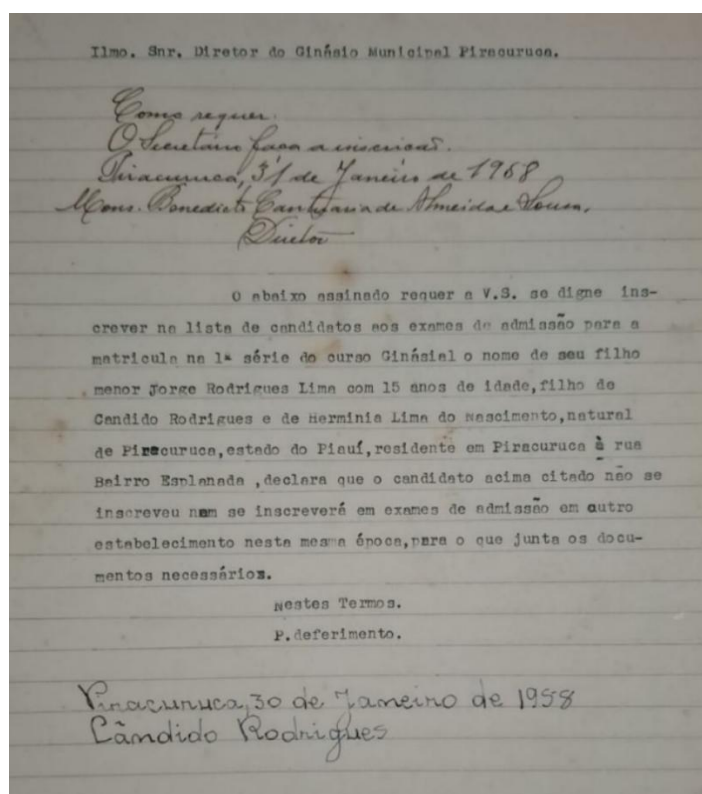 Ilmo. Snr. Diretor do Ginásio Municipal Piracuruca.
Como requer.
O Secretário faça a inscrição.
Piracuruca, 31 de Janeiro de 1958
Mons. Benedicto Cantuaria de Almeida e Sousa,
Diretor
O abaixo assinado requer a V.S. se digne ins-
crever na lista de candidatos aos exames de admissão para a
matricula na 1ª série do curso Ginásial o nome de seu filho
menor Jorge Rodrigues Lima com 15 anos de idade,filho de
Candido Rodrigues e de Herminia Lima do Nascimento,natural
de Piracuruca,estado do Piauí,residente em Piracuruca à rua
Bairro Esplanada ,declara que o candidato acima citado não se
inscreveu nem se inscreverá em exames de admissão em outro
estabelecimento nesta mesma época,para o que junta os docu-
mentos necessários.
Nestes Termos.
P.deferimento.
Piracuruca, 30 de Janeiro de 1958
Cândido Rodrigues